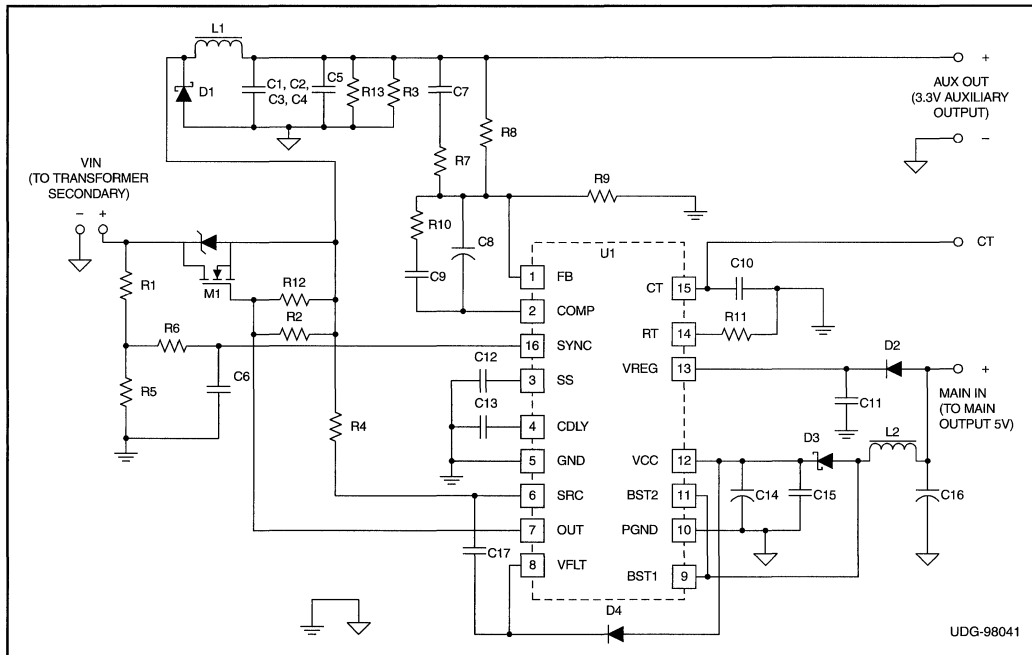 L1
C1, C2,
C3, C4
C5
D1
R13
R3
C7
R8
+
AUX OUT
(3.3V AUXILIARY
OUTPUT)
−
R7
VIN
(TO TRANSFORMER
SECONDARY)
− +
R9
R10
C8
C9
U1
CT
R1
M1
R12
R2
R6
R5
C6
R4
1 FB
2 COMP
16 SYNC
3 SS
4 CDLY
5 GND
6 SRC
7 OUT
8 VFLT
C12
C13
C17
CT 15
RT 14
VREG 13
VCC 12
BST2 11
PGND 10
BST1 9
C10
R11
D2
+
MAIN IN
(TO MAIN
OUTPUT 5V)
C11
D3
L2
C14
C15
C16
D4
UDG-98041